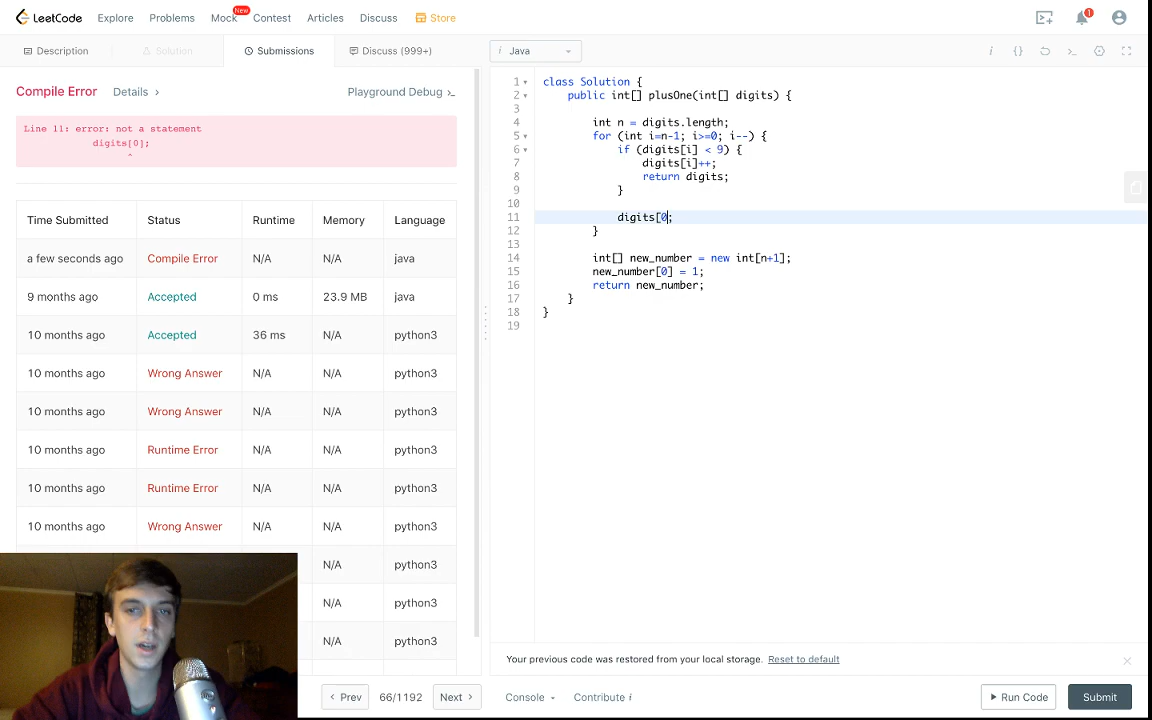 LeetCode Explore Problems Mock New Contest Articles Discuss Store 1
Description Solution Submissions Discuss (999+)
Compile Error Details > Playground Debug >_
Line 11: error: not a statement
digits[0];
^
Time Submitted Status Runtime Memory Language
a few seconds ago Compile Error N/A N/A java
9 months ago Accepted 0 ms 23.9 MB java
10 months ago Accepted 36 ms N/A python3
10 months ago Wrong Answer N/A N/A python3
10 months ago Wrong Answer N/A N/A python3
10 months ago Runtime Error N/A N/A python3
10 months ago Runtime Error N/A N/A python3
10 months ago Wrong Answer N/A N/A python3
N/A python3
N/A python3
N/A python3
‹ Prev 66/1192 Next ›
i Java
i {} >_
1 class Solution {
2 public int[] plusOne(int[] digits) {
3
4 int n = digits.length;
5 for (int i=n-1; i>=0; i--) {
6 if (digits[i] < 9) {
7 digits[i]++;
8 return digits;
9 }
10
11 digits[0;
12 }
13
14 int[] new_number = new int[n+1];
15 new_number[0] = 1;
16 return new_number;
17 }
18 }
19
Your previous code was restored from your local storage. Reset to default
Console Contribute i Run Code Submit